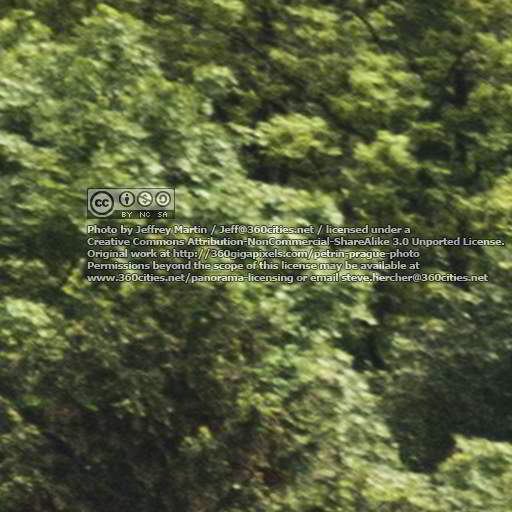 cc
BY NC SA
Photo by Jeffrey Martin / Jeff@360cities.net / licensed under a
Creative Commons Attribution-NonCommercial-ShareAlike 3.0 Unported License.
Original work at http://360gigapixels.com/petrin-prague-photo
Permissions beyond the scope of this license may be available at
www.360cities.net/panorama-licensing or email steve.hercher@360cities.net